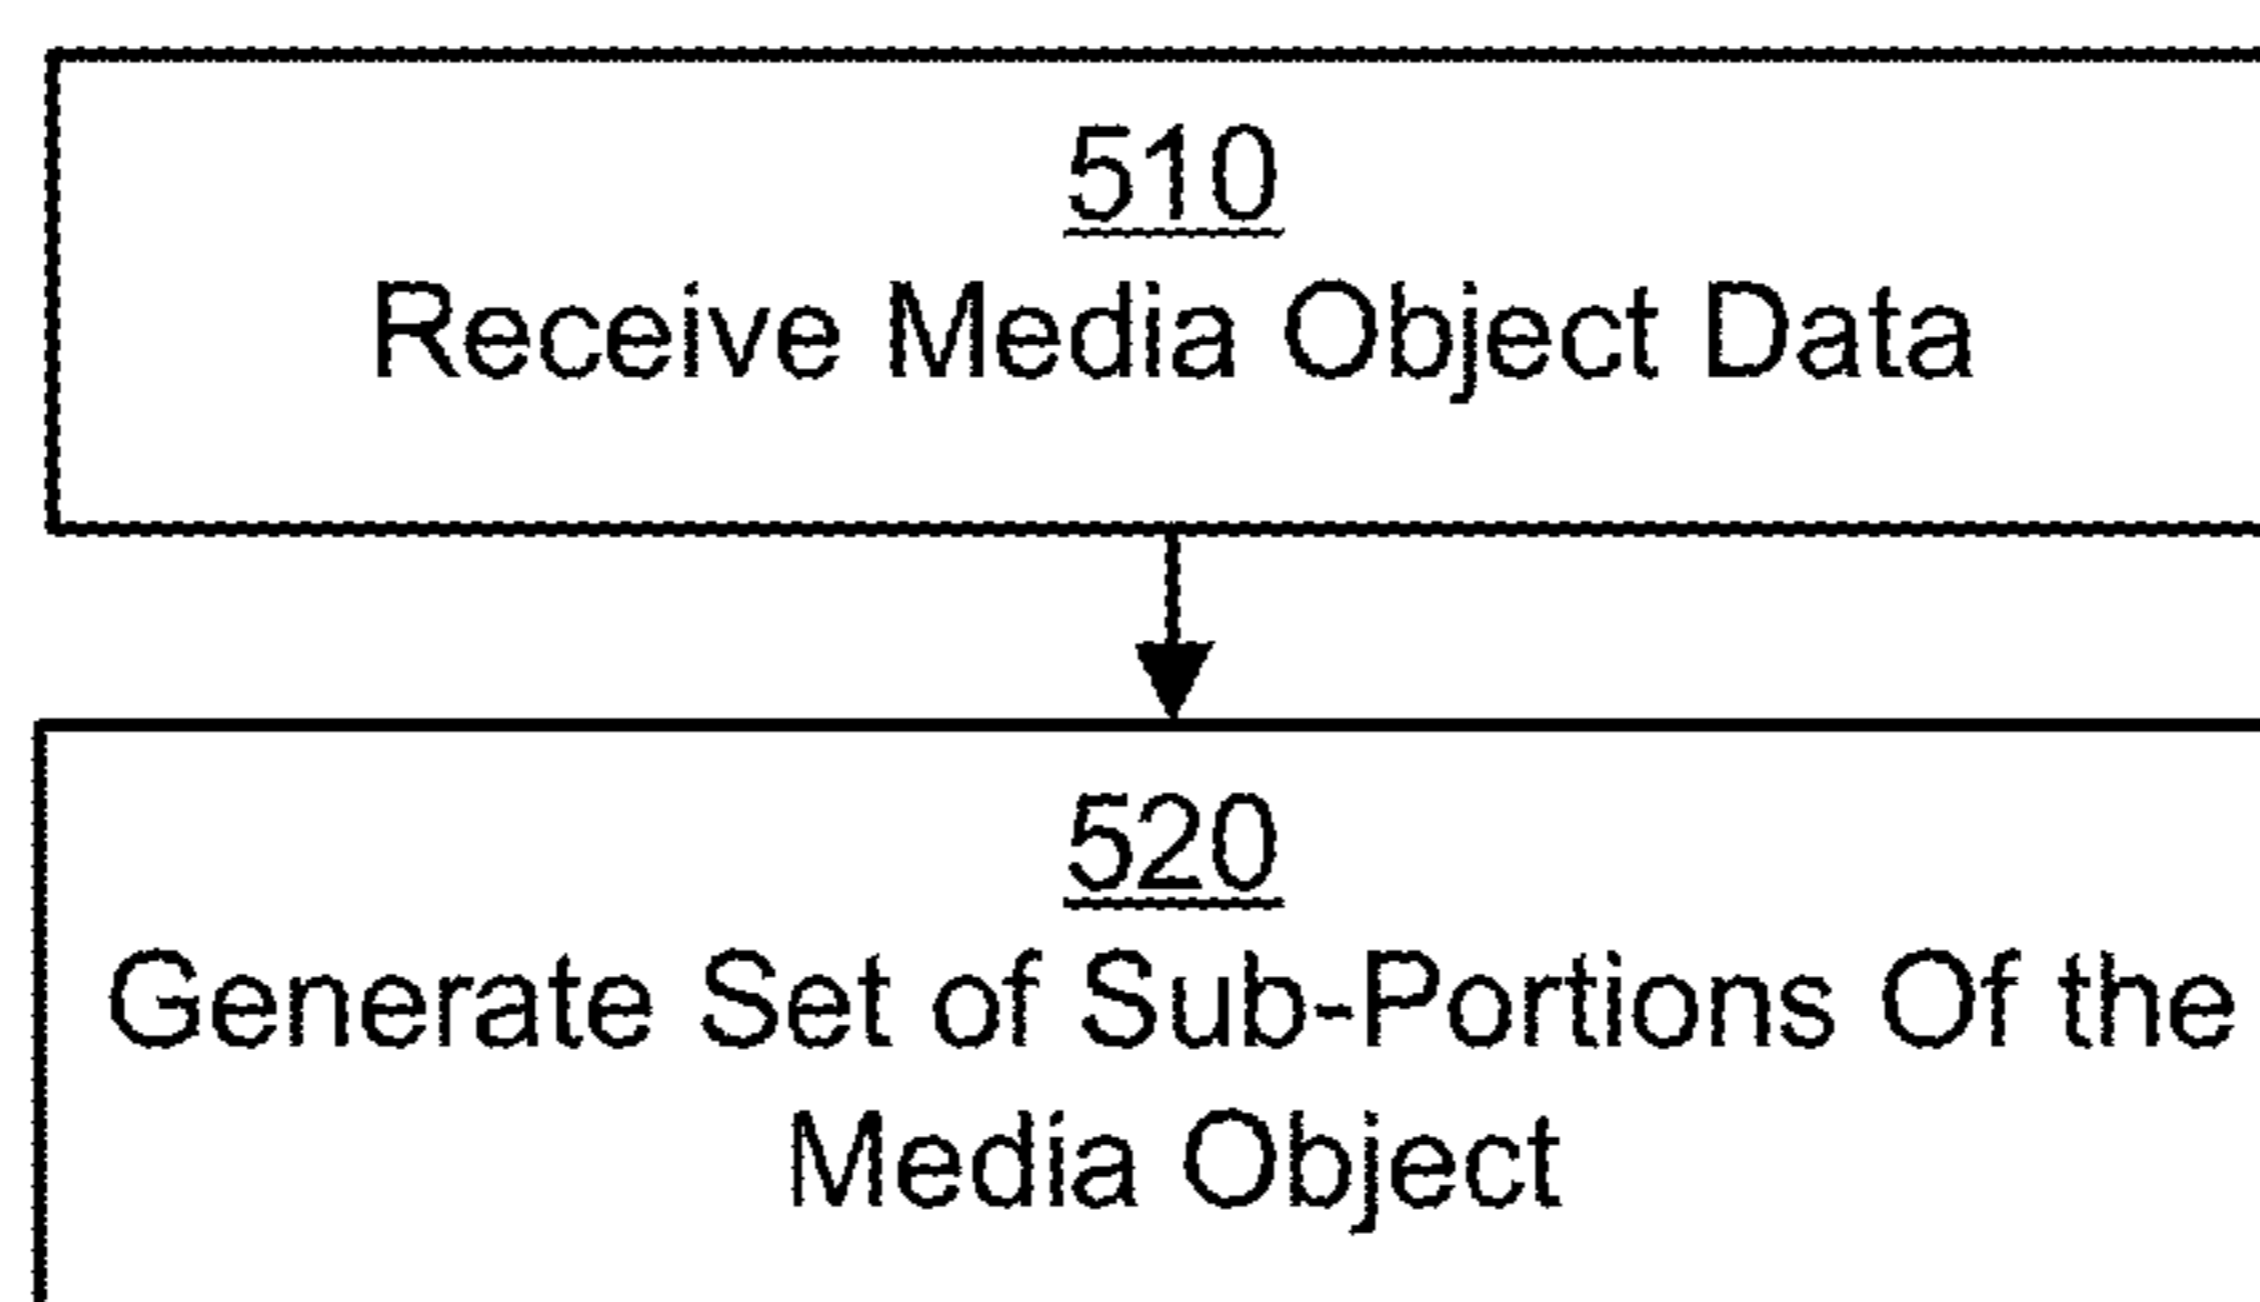 510
Receive Media Object Data
520
Generate Set of Sub-Portions Of the
Media Object